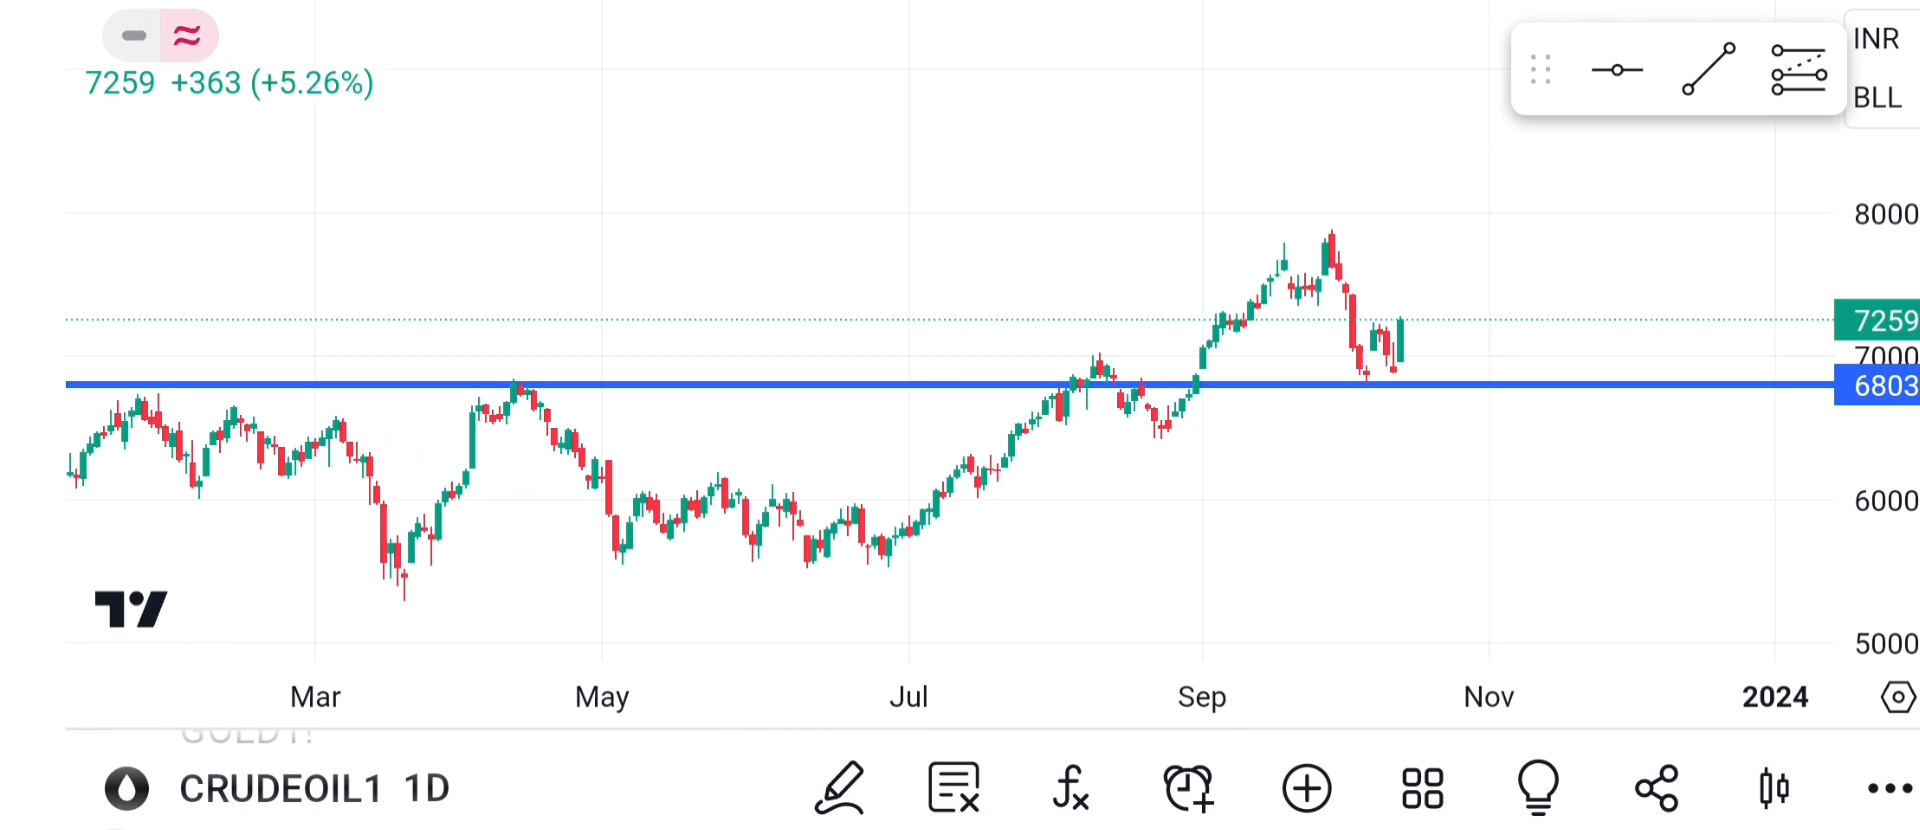 INR
7259 +363 (+5.26%)
BLL
8000
7259
7000
6803
6000
5000
Mar May Jul Sep Nov 2024
CRUDEOIL1 1D